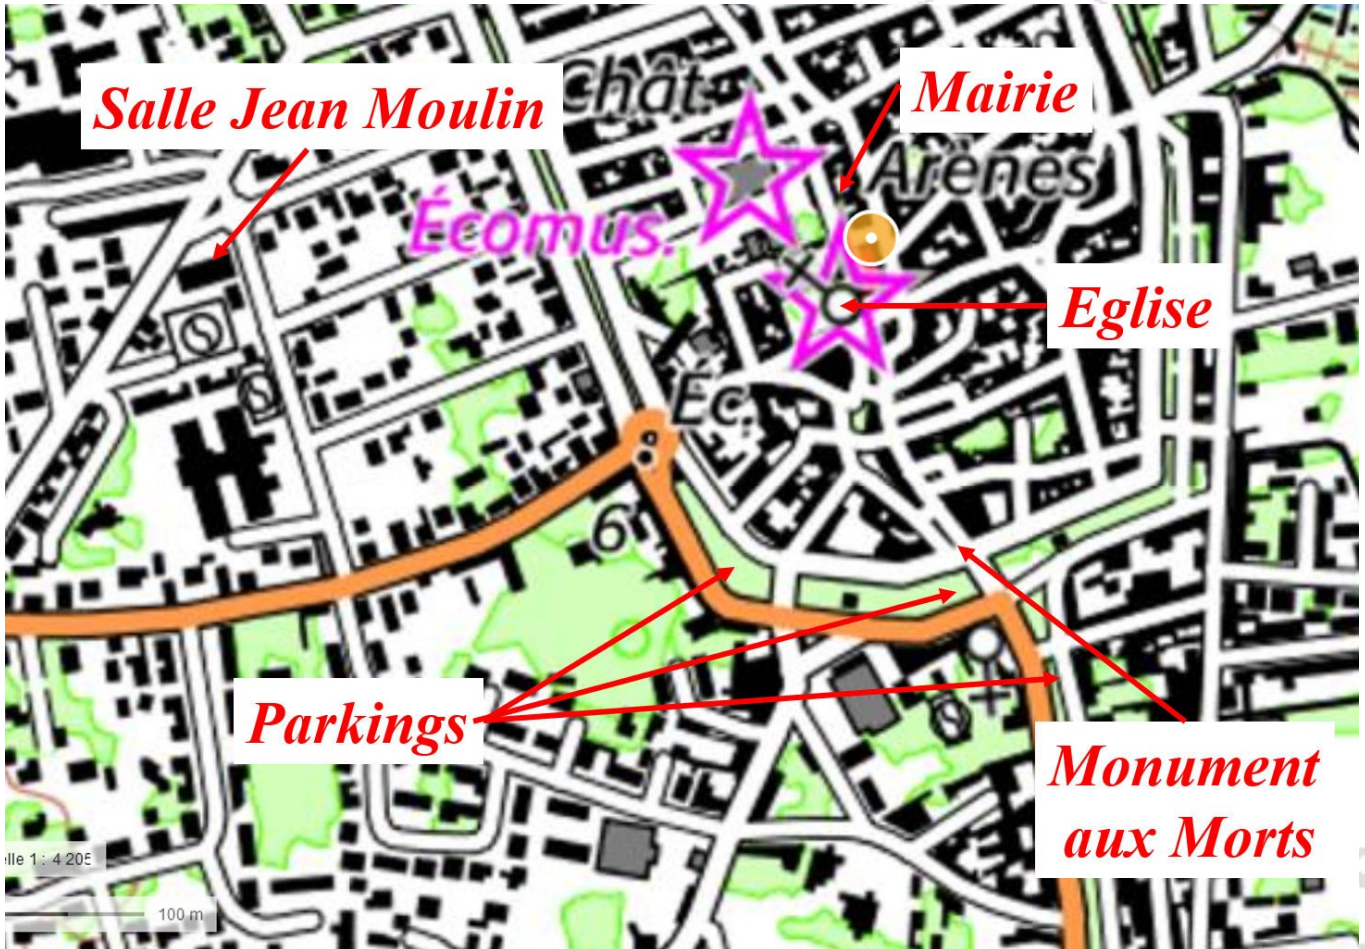 Chât.
Mairie
Salle Jean Moulin
Arènes
Écomus.
Eglise
Éc.
6
Parkings
Monument
aux Morts
elle 1 : 4 205
100 m